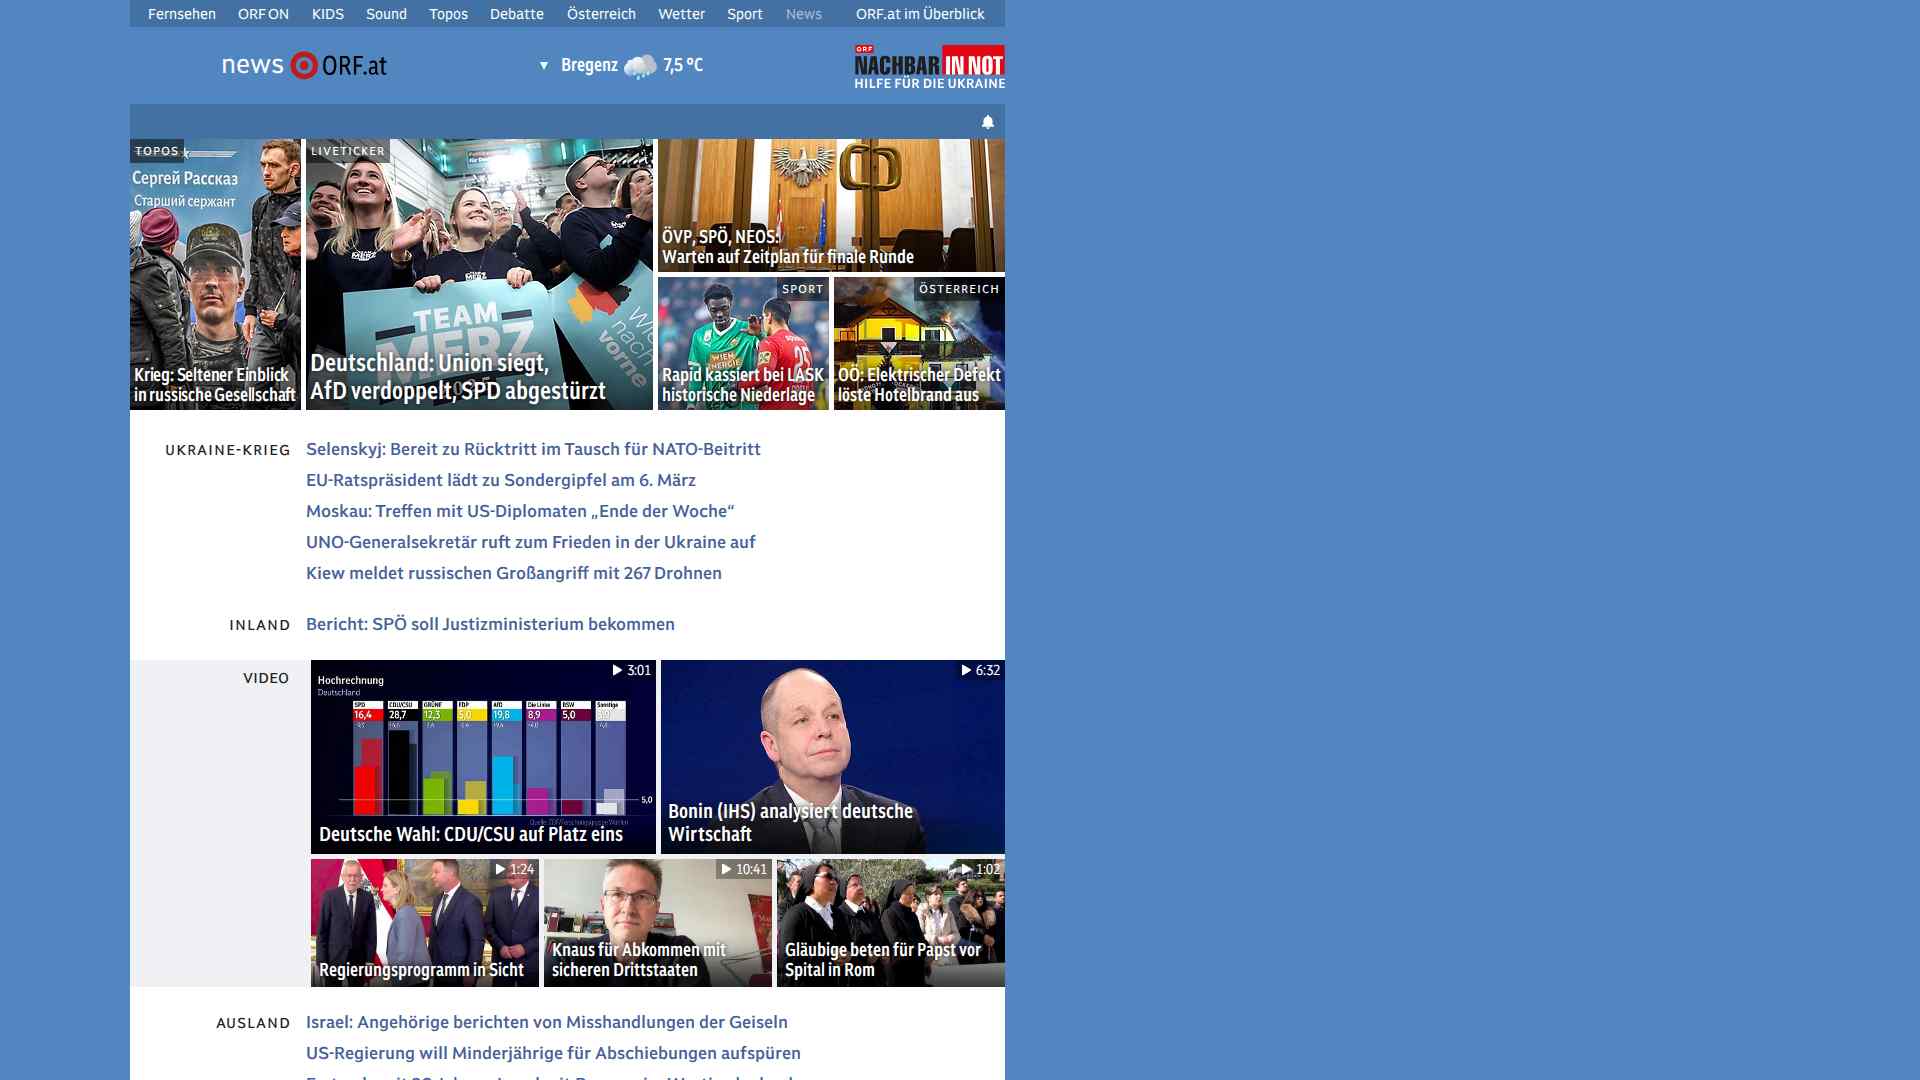 Fernsehen ORF ON KIDS Sound Topos Debatte Österreich Wetter Sport News ORF.at im Überblick
news ORF.at
Bregenz 7,5 °C
ORF
NACHBAR IN NOT
HILFE FÜR DIE UKRAINE
TOPOS
Сергей Рассказ
Старший сержант
Krieg: Seltener Einblick
in russische Gesellschaft
LIVETICKER
TEAM
MERZ
Wie
nach
vorne
Deutschland: Union siegt,
AfD verdoppelt, SPD abgestürzt
ÖVP, SPÖ, NEOS:
Warten auf Zeitplan für finale Runde
SPORT
WIEN
ENERGIE
25
Rapid kassiert bei LASK
historische Niederlage
ÖSTERREICH
OÖ: Elektrischer Defekt
löste Hotelbrand aus
UKRAINE-KRIEG
Selenskyj: Bereit zu Rücktritt im Tausch für NATO-Beitritt
EU-Ratspräsident lädt zu Sondergipfel am 6. März
Moskau: Treffen mit US-Diplomaten „Ende der Woche“
UNO-Generalsekretär ruft zum Frieden in der Ukraine auf
Kiew meldet russischen Großangriff mit 267 Drohnen
INLAND
Bericht: SPÖ soll Justizministerium bekommen
VIDEO
3:01
Hochrechnung
Deutschland
SPD CDU/CSU GRÜNE FDP AfD Die Linke BSW Sonstige
16,4 28,7 12,3 5,0 19,8 8,9 5,0
5,0
Deutsche Wahl: CDU/CSU auf Platz eins
6:32
Bonin (IHS) analysiert deutsche
Wirtschaft
1:24
Regierungsprogramm in Sicht
10:41
Knaus für Abkommen mit
sicheren Drittstaaten
1:02
Gläubige beten für Papst vor
Spital in Rom
AUSLAND
Israel: Angehörige berichten von Misshandlungen der Geiseln
US-Regierung will Minderjährige für Abschiebungen aufspüren